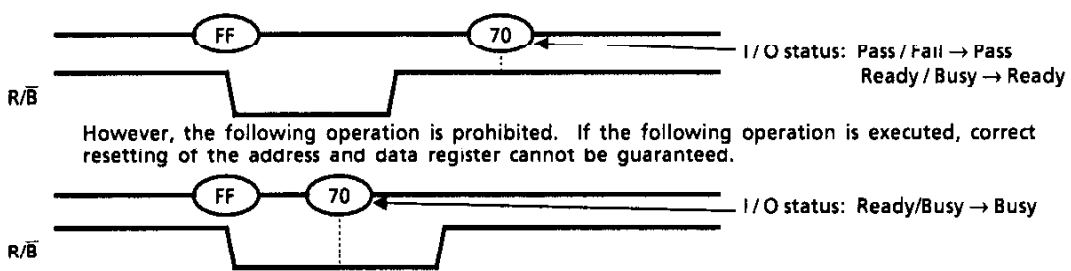 FF 70
I/O status: Pass / Fail → Pass
Ready / Busy → Ready
R/B̅
However, the following operation is prohibited. If the following operation is executed, correct
resetting of the address and data register cannot be guaranteed.
FF 70
I/O status: Ready/Busy → Busy
R/B̅